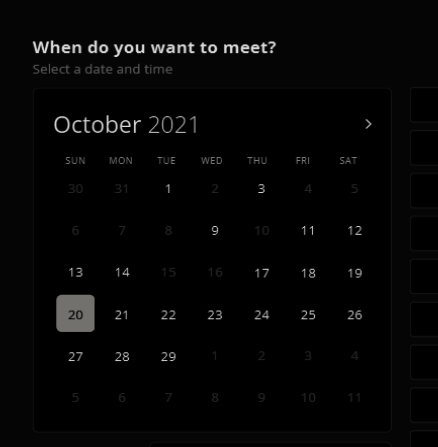 When do you want to meet?
Select a date and time
October 2021
SUN MON TUE WED THU FRI SAT
30 31 1 2 3 4 5
6 7 8 9 10 11 12
13 14 15 16 17 18 19
20 21 22 23 24 25 26
27 28 29 1 2 3 4
5 6 7 8 9 10 11